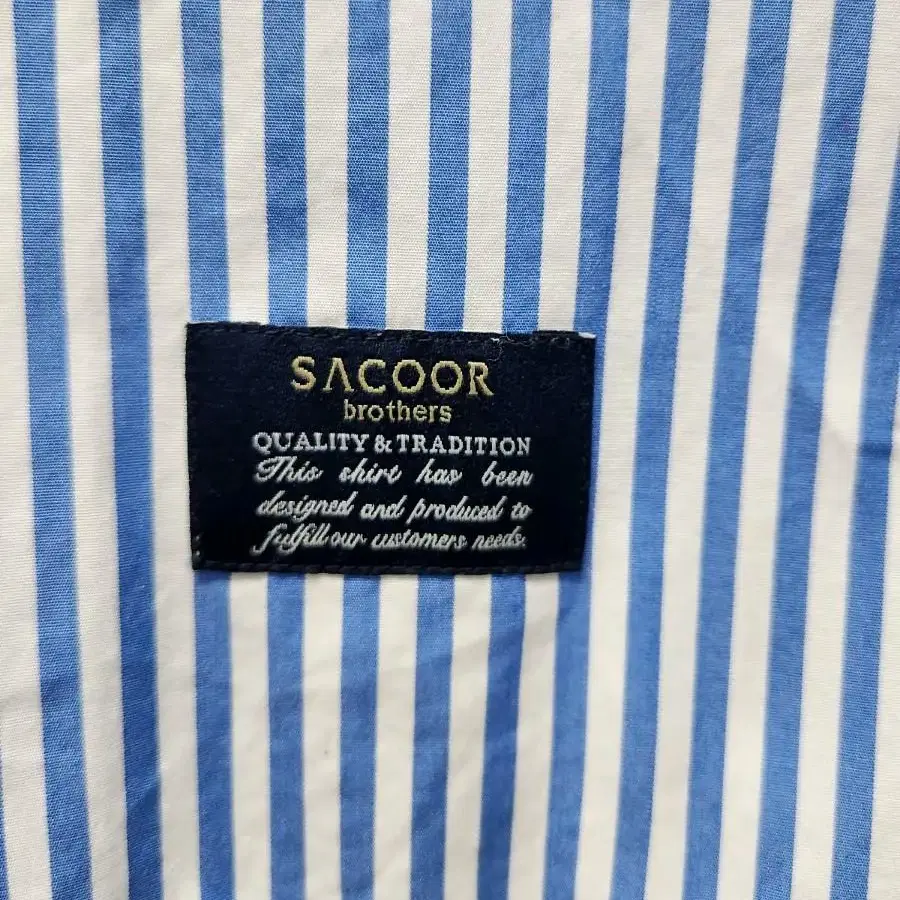 SACOOR
brothers
QUALITY & TRADITION
This shirt has been
designed and produced to
fulfill our customers needs.